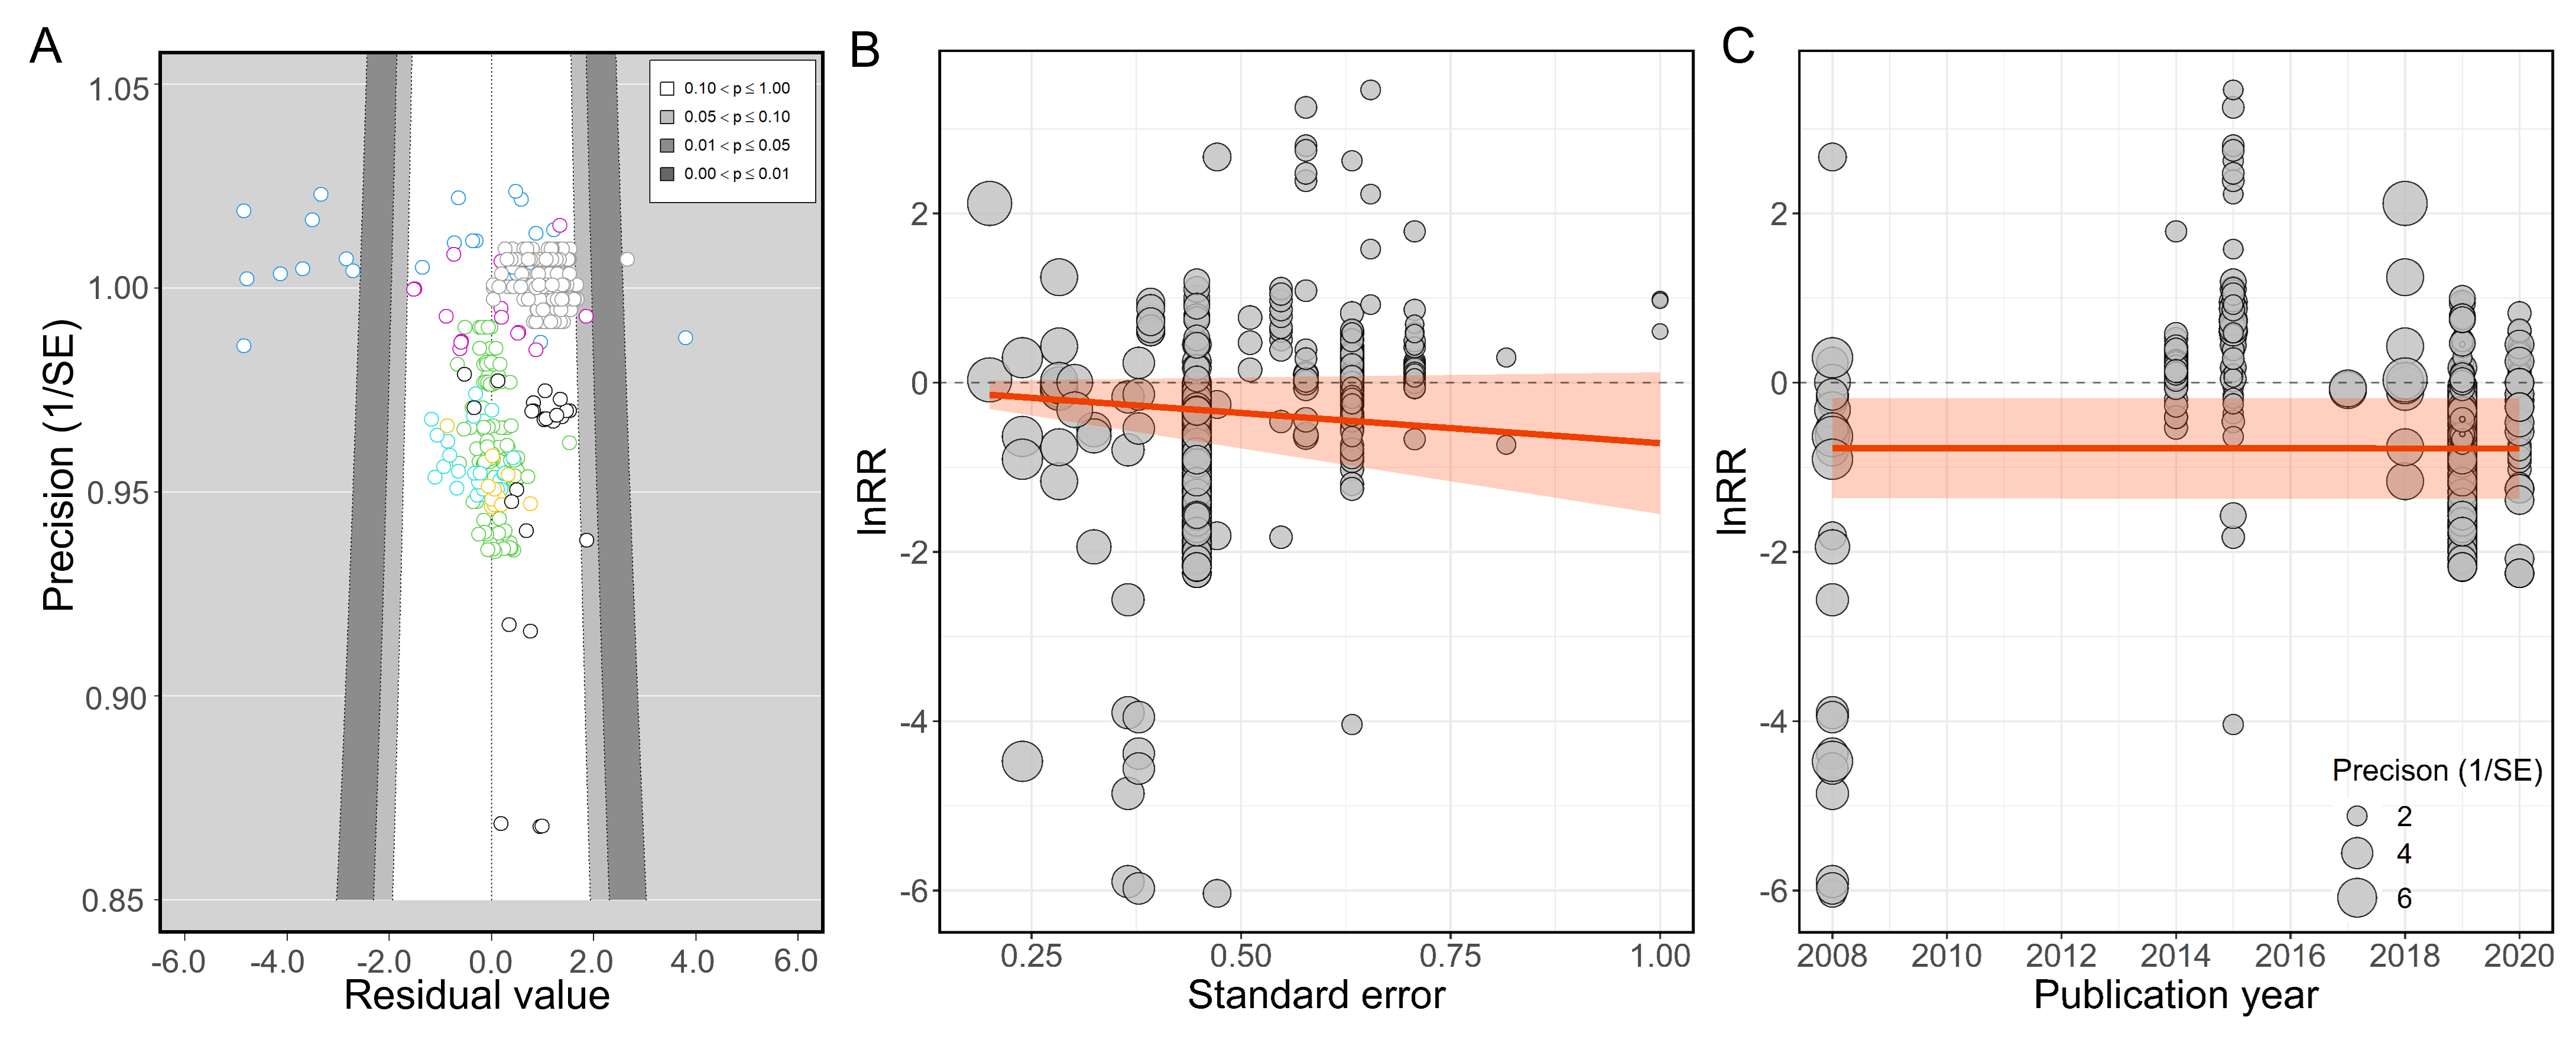 A
1.05
1.00
0.95
0.90
0.85
Precision (1/SE)
0.10 < p ≤ 1.00
0.05 < p ≤ 0.10
0.01 < p ≤ 0.05
0.00 < p ≤ 0.01
-6.0 -4.0 -2.0 0.0 2.0 4.0 6.0
Residual value
B
2
0
-2
-4
-6
lnRR
0.25 0.50 0.75 1.00
Standard error
C
2
0
-2
-4
-6
lnRR
Precison (1/SE)
2
4
6
2008 2010 2012 2014 2016 2018 2020
Publication year